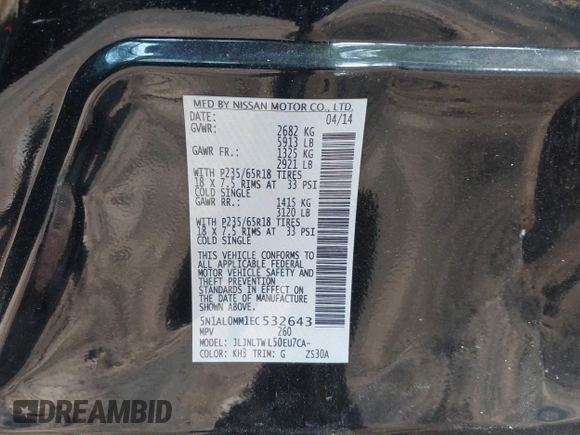 MFD BY NISSAN MOTOR CO., LTD.
DATE: 04/14
GVWR: 2682 KG
5913 LB
GAWR FR.: 1325 KG
2921 LB
WITH P235/65R18 TIRES
18 X 7.5 RIMS AT 33 PSI
COLD SINGLE
GAWR RR.: 1415 KG
3120 LB
WITH P235/65R18 TIRES
18 X 7.5 RIMS AT 33 PSI
COLD SINGLE
THIS VEHICLE CONFORMS TO
ALL APPLICABLE FEDERAL
MOTOR VEHICLE SAFETY AND
THEFT PREVENTION
STANDARDS IN EFFECT ON
THE DATE OF MANUFACTURE
SHOWN ABOVE.
5N1AL0MM1EC532643
MPV 260
MODEL: JLJNLTWL50EU7CA-
COLOR: KH3 TRIM: G ZS30A
DREAMBID